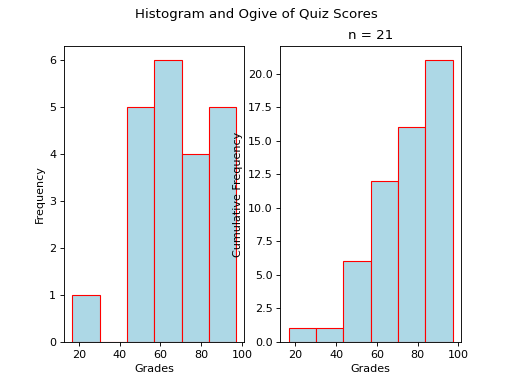 Histogram and Ogive of Quiz Scores
n = 21
6
5
4
3
2
1
0
Frequency
20 40 60 80 100
Grades
20.0
17.5
15.0
12.5
10.0
7.5
5.0
2.5
0.0
Cumulative Frequency
20 40 60 80 100
Grades